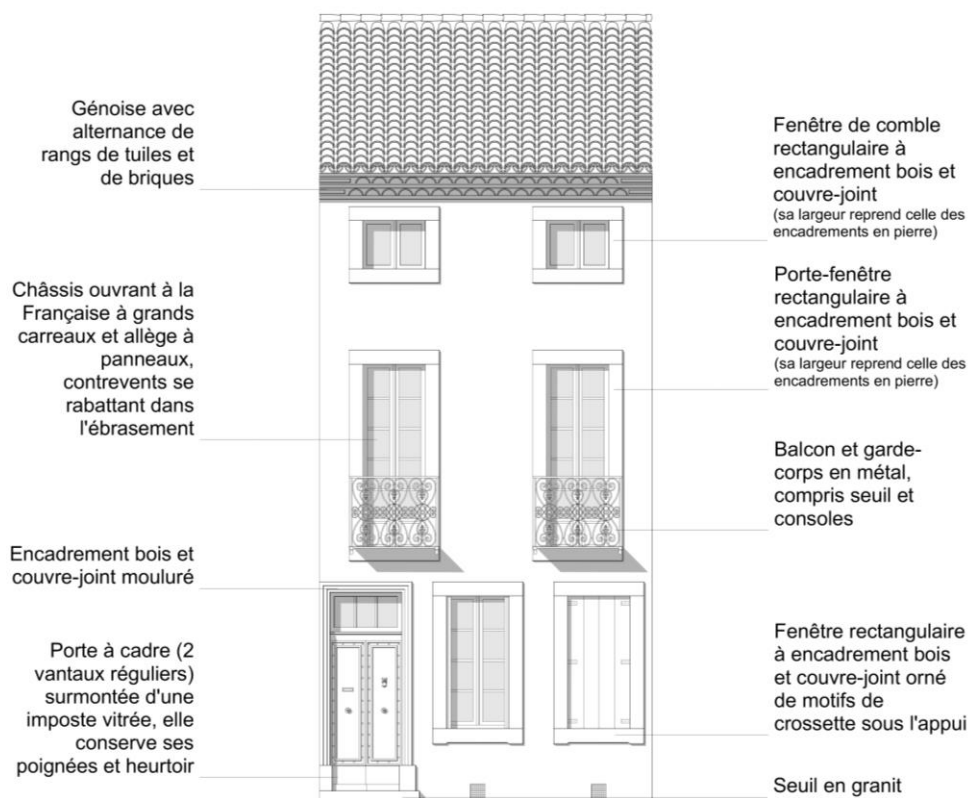 Génoise avec
alternance de
rangs de tuiles et
de briques
Châssis ouvrant à la
Française à grands
carreaux et allège à
panneaux,
contrevents se
rabattant dans
l'ébrasement
Encadrement bois et
couvre-joint mouluré
Porte à cadre (2
vantaux réguliers)
surmontée d'une
imposte vitrée, elle
conserve ses
poignées et heurtoir
Fenêtre de comble
rectangulaire à
encadrement bois et
couvre-joint
(sa largeur reprend celle des
encadrements en pierre)
Porte-fenêtre
rectangulaire à
encadrement bois et
couvre-joint
(sa largeur reprend celle des
encadrements en pierre)
Balcon et garde-
corps en métal,
compris seuil et
consoles
Fenêtre rectangulaire
à encadrement bois
et couvre-joint orné
de motifs de
crossette sous l'appui
Seuil en granit